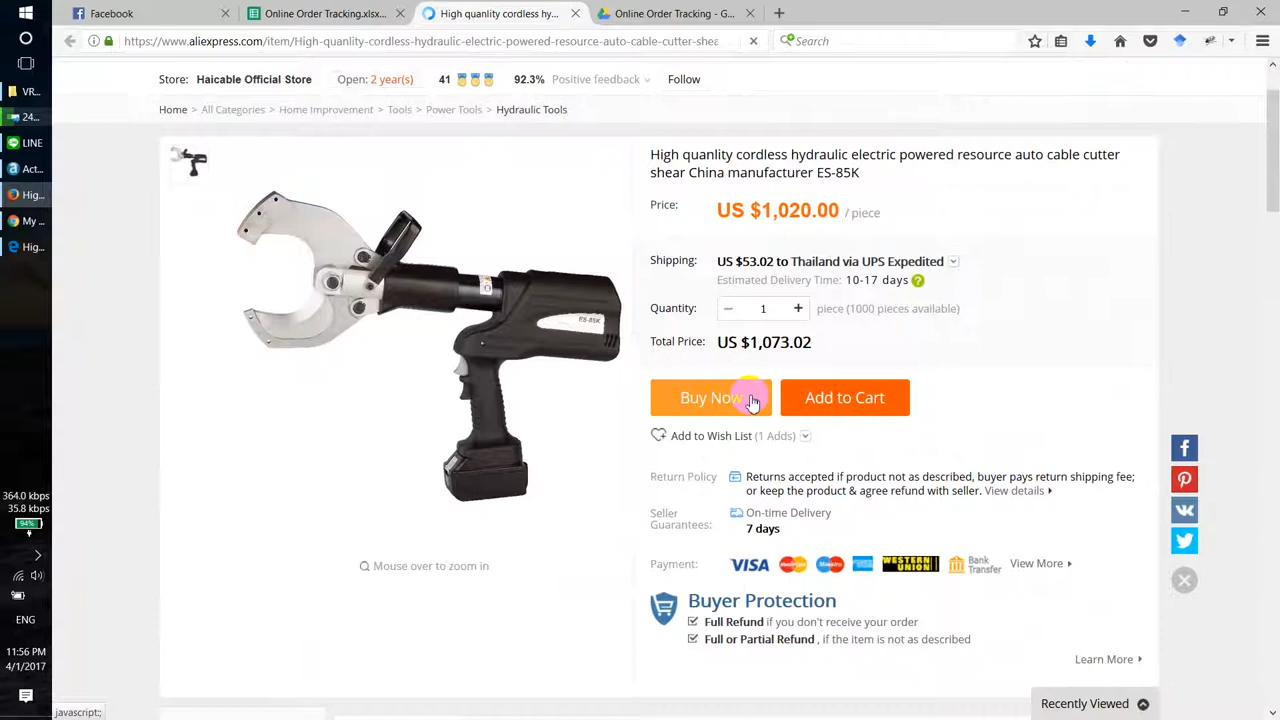 Facebook
Online Order Tracking.xlsx...
High quanlity cordless hy...
Online Order Tracking - G...
https://www.aliexpress.com/item/High-quanlity-cordless-hydraulic-electric-powered-resource-auto-cable-cutter-shea
Search
VR...
24...
LINE
Act...
Hig...
My ...
Hig...
364.0 kbps
35.8 kbps
94%
ENG
11:56 PM
4/1/2017
Store: Haicable Official Store
Open: 2 year(s)
41
92.3% Positive feedback
Follow
Home
All Categories
Home Improvement
Tools
Power Tools
Hydraulic Tools
ES-85K
Mouse over to zoom in
High quanlity cordless hydraulic electric powered resource auto cable cutter
shear China manufacturer ES-85K
Price: US $1,020.00 / piece
Shipping: US $53.02 to Thailand via UPS Expedited
Estimated Delivery Time: 10-17 days
Quantity: 1 piece (1000 pieces available)
Total Price: US $1,073.02
Buy Now
Add to Cart
Add to Wish List (1 Adds)
Return Policy
Returns accepted if product not as described, buyer pays return shipping fee;
or keep the product & agree refund with seller. View details
Seller
Guarantees:
On-time Delivery
7 days
Payment:
VISA
MasterCard
Maestro
WESTERN
UNION
Bank
Transfer
View More
Buyer Protection
Full Refund if you don't receive your order
Full or Partial Refund , if the item is not as described
Learn More
Recently Viewed
javascript:;